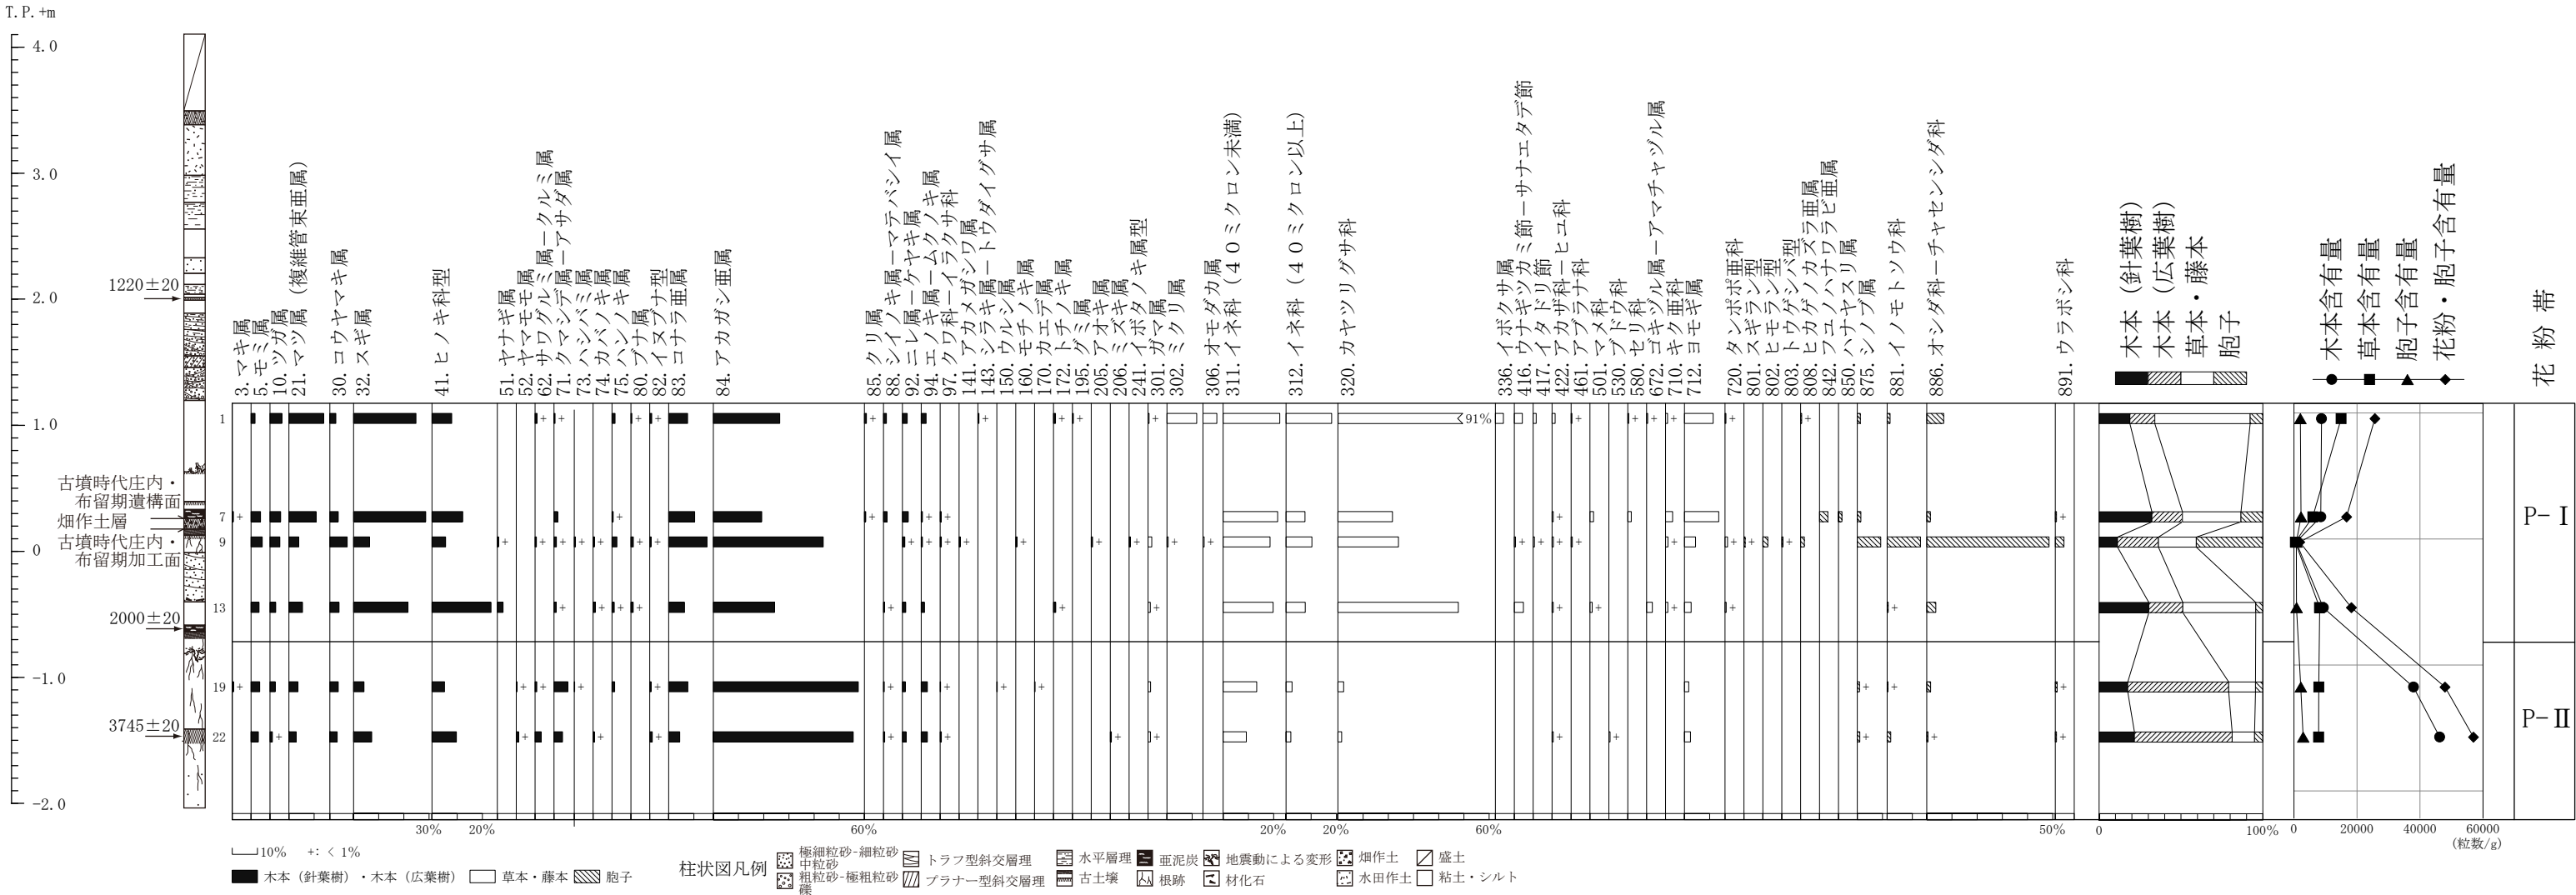 T.P.+m
4.0
3.0
2.0
1.0
0
-1.0
-2.0
1220±20
古墳時代庄内・
布留期遺構面
畑作土層
古墳時代庄内・
布留期加工面
2000±20
3745±20
3. マキ属
5. モミ属
10. ツガ属
21. マツ属（複維管束亜属）
30. コウヤマキ属
32. スギ属
41. ヒノキ科型
51. ヤナギ属
52. ヤマモモ属
62. サワグルミ属－クルミ属
71. クマシデ属－アサダ属
73. ハシバミ属
74. カバノキ属
75. ハンノキ属
80. ブナ属
82. イヌブナ型
83. コナラ亜属
84. アカガシ亜属
85. クリ属
88. シイノキ属－マテバシイ属
92. ニレ属－ケヤキ属
94. エノキ属－ムクノキ属
97. クワ科－イラクサ科
141. アカメガシワ属
143. シラキ属－トウダイグサ属
150. ウルシ属
160. モチノキ属
170. カエデ属
172. トチノキ属
195. グミ属
205. アオキ属
206. ミズキ属
241. イボタノキ属型
301. ガマ属
302. ミクリ属
306. オモダカ属
311. イネ科（４０ミクロン未満）
312. イネ科（４０ミクロン以上）
320. カヤツリグサ科
336. イボクサ属
416. ウナギツカミ節－サナエタデ節
417. イタドリ節
422. アカザ科－ヒユ科
461. アブラナ科
501. マメ科
530. ブドウ科
580. セリ科
672. ゴキヅル属－アマチャヅル属
710. キク亜科
712. ヨモギ属
720. タンポポ亜科
801. スギラン型
802. ヒモラン型
803. トウゲシバ型
808. ヒカゲノカズラ亜属
842. フユノハナワラビ亜属
850. ハナヤスリ属
875. シノブ属
881. イノモトソウ科
886. オシダ科－チャセンシダ科
891. ウラボシ科
木本（針葉樹）
木本（広葉樹）
草本・藤本
胞子
木本含有量
草本含有量
胞子含有量
花粉・胞子含有量
花粉帯
1 + + + + + + + + + 91% + + + + + +
7 + + + + + + +
9 + + + + + + + + + + + + + + + + + + + + + + +
13 + + + + + + + + + + + +
19 + + + + + + + + + + + +
22 + + + + + + + + + + + + +
P-Ⅰ
P-Ⅱ
30% 20% 60% 20% 20% 60% 50% 0 100% 0 20000 40000 60000
(粒数/g)
10% +: < 1%
木本（針葉樹）・木本（広葉樹） 草本・藤本 胞子
柱状図凡例
極細粒砂-細粒砂
中粒砂
粗粒砂-極粗粒砂
礫
トラフ型斜交層理
プラナー型斜交層理
水平層理
古土壌
亜泥炭
根跡
地震動による変形
材化石
畑作土
水田作土
盛土
粘土・シルト